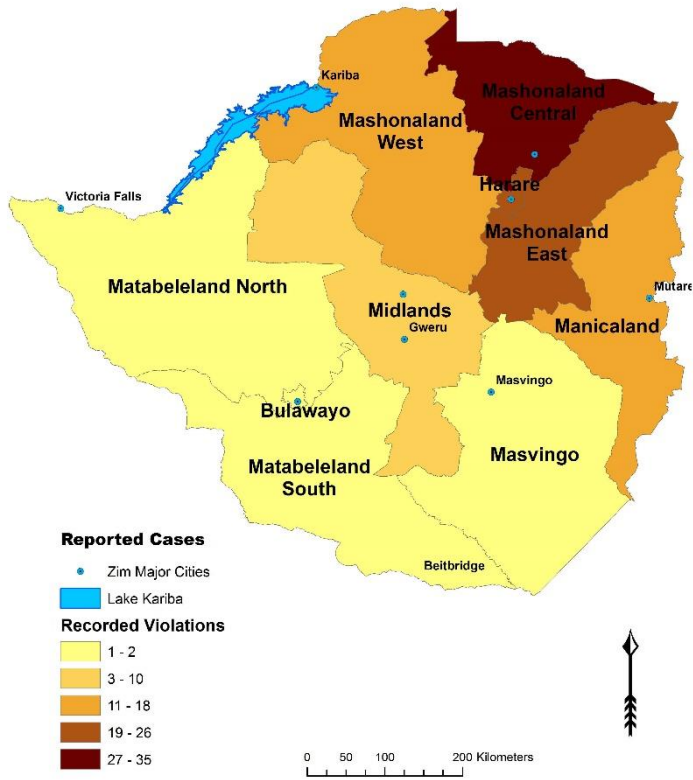 Kariba
Mashonaland
Central
Mashonaland
West
Harare
Victoria Falls
Mashonaland
East
Matabeleland North
Mutare
Midlands
Gweru
Manicaland
Masvingo
Bulawayo
Masvingo
Matabeleland
South
Beitbridge
Reported Cases
Zim Major Cities
Lake Kariba
Recorded Violations
1 - 2
3 - 10
11 - 18
19 - 26
27 - 35
0 50 100 200 Kilometers